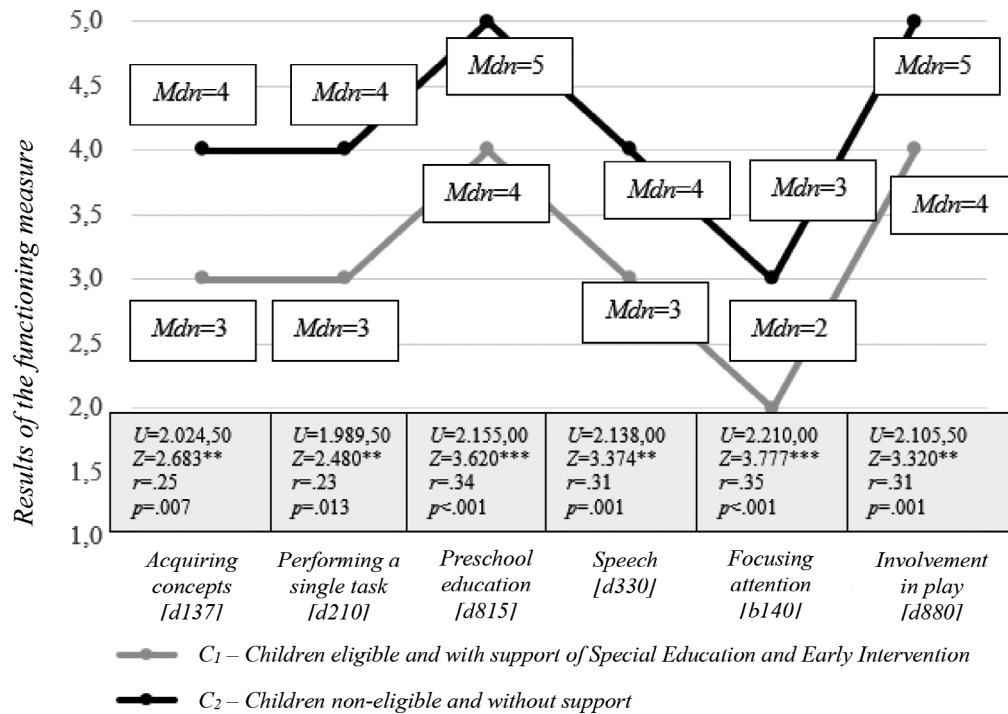 Results of the functioning measure
5,0
4,5
4,0
3,5
3,0
2,5
2,0
1,5
1,0
Mdn=4
Mdn=4
Mdn=5
Mdn=4
Mdn=3
Mdn=5
Mdn=3
Mdn=3
Mdn=4
Mdn=3
Mdn=2
Mdn=4
U=2.024,50
Z=2.683**
r=.25
p=.007
U=1.989,50
Z=2.480**
r=.23
p=.013
U=2.155,00
Z=3.620***
r=.34
p<.001
U=2.138,00
Z=3.374**
r=.31
p=.001
U=2.210,00
Z=3.777***
r=.35
p<.001
U=2.105,50
Z=3.320**
r=.31
p=.001
Acquiring
concepts
[d137]
Performing a
single task
[d210]
Preschool
education
[d815]
Speech
[d330]
Focusing
attention
[b140]
Involvement
in play
[d880]
C1 – Children eligible and with support of Special Education and Early Intervention
C2 – Children non-eligible and without support